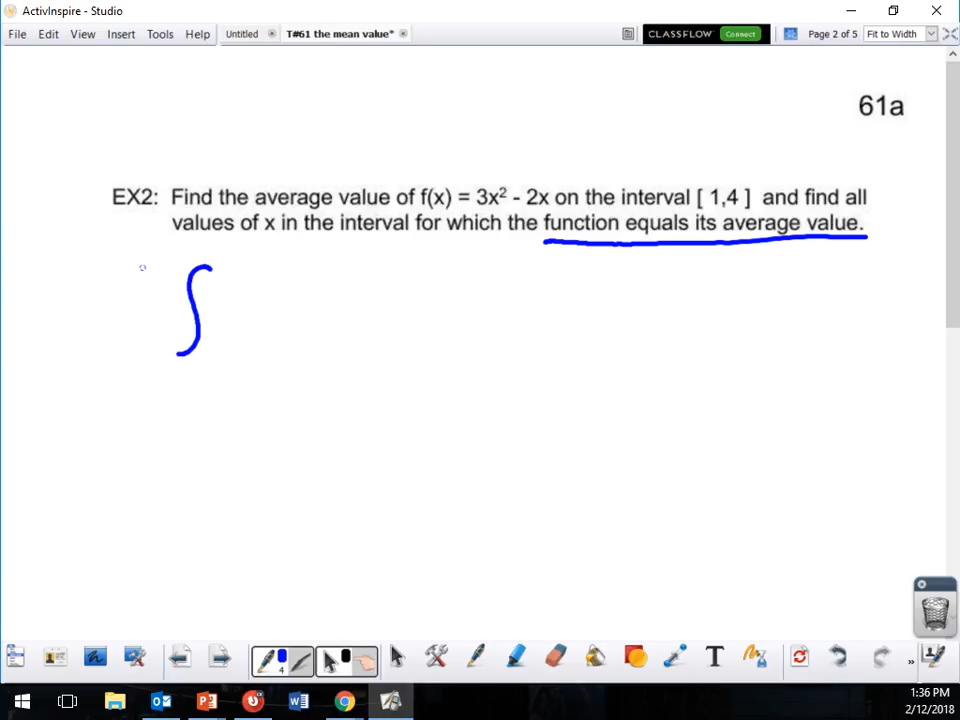 ActivInspire - Studio
File Edit View Insert Tools Help Untitled T#61 the mean value* CLASSFLOW Connect Page 2 of 5 Fit to Width
61a
EX2: Find the average value of f(x) = 3x² - 2x on the interval [ 1,4 ] and find all
values of x in the interval for which the function equals its average value.
∫
4
T
1:36 PM
2/12/2018